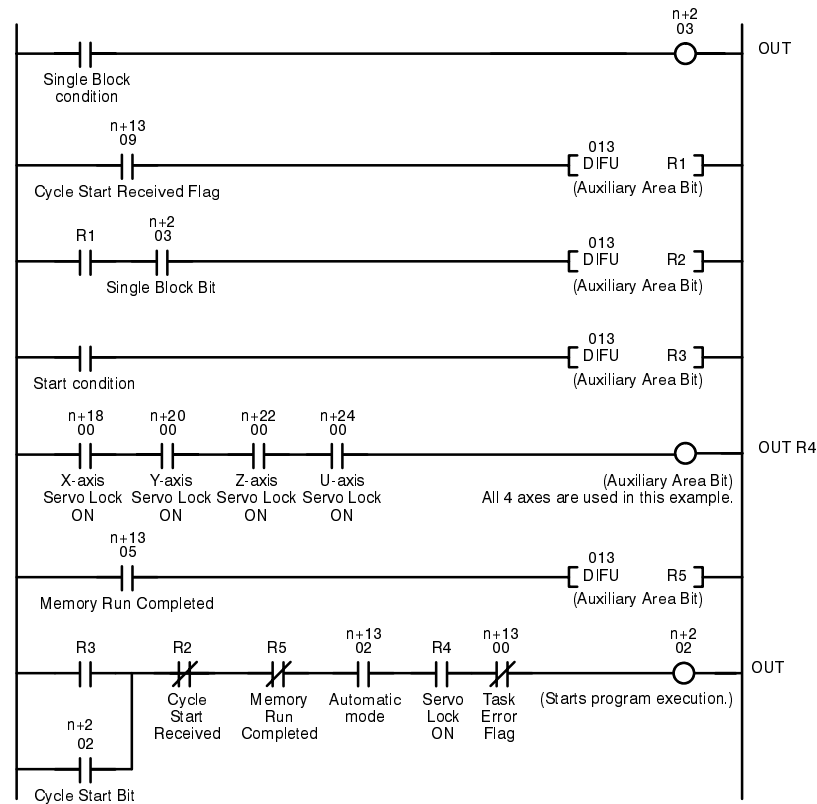 n+2
03
OUT
Single Block
condition
n+13
09
013
DIFU R1
Cycle Start Received Flag
(Auxiliary Area Bit)
n+2
R1 03
013
DIFU R2
Single Block Bit
(Auxiliary Area Bit)
013
DIFU R3
Start condition
(Auxiliary Area Bit)
n+18 n+20 n+22 n+24
00 00 00 00
OUT R4
X-axis Y-axis Z-axis U-axis
Servo Lock Servo Lock Servo Lock Servo Lock
ON ON ON ON
(Auxiliary Area Bit)
All 4 axes are used in this example.
n+13
05
013
DIFU R5
Memory Run Completed
(Auxiliary Area Bit)
n+13 n+13 n+2
R3 R2 R5 02 R4 00 02
OUT
Cycle Memory Automatic Servo Task
Start Run mode Lock Error
Received Completed ON Flag
(Starts program execution.)
n+2
02
Cycle Start Bit